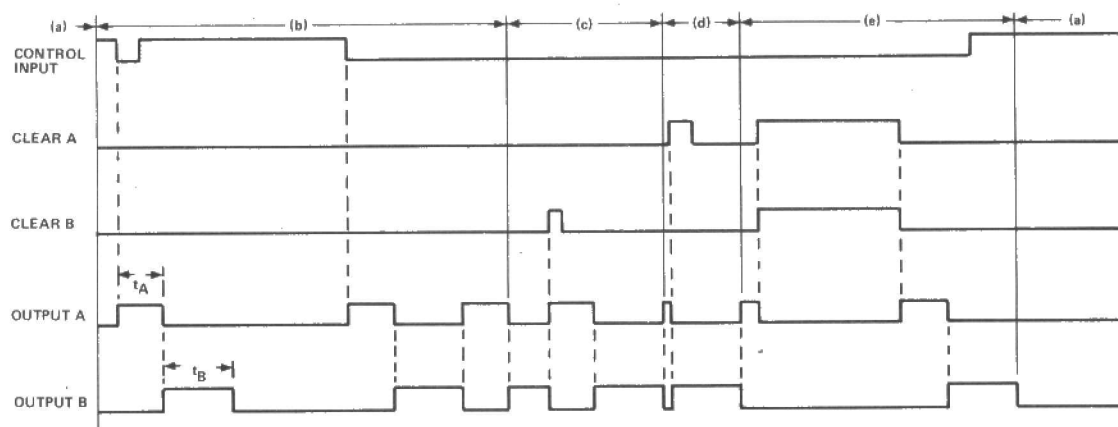 (a) (b) (c) (d) (e) (a)
CONTROL
INPUT
CLEAR A
CLEAR B
tA
OUTPUT A
tB
OUTPUT B